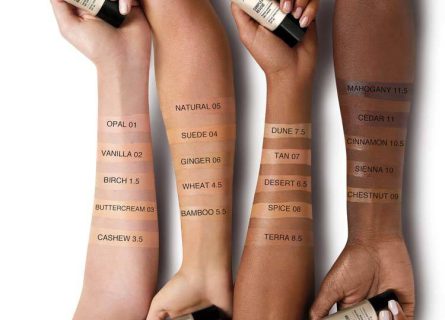 OPAL 01
VANILLA 02
BIRCH 1.5
BUTTERCREAM 03
CASHEW 3.5
NATURAL 05
SUEDE 04
GINGER 06
WHEAT 4.5
BAMBOO 5.5
DUNE 7.5
TAN 07
DESERT 6.5
SPICE 08
TERRA 8.5
MAHOGANY 11.5
CEDAR 11
CINNAMON 10.5
SIENNA 10
CHESTNUT 09